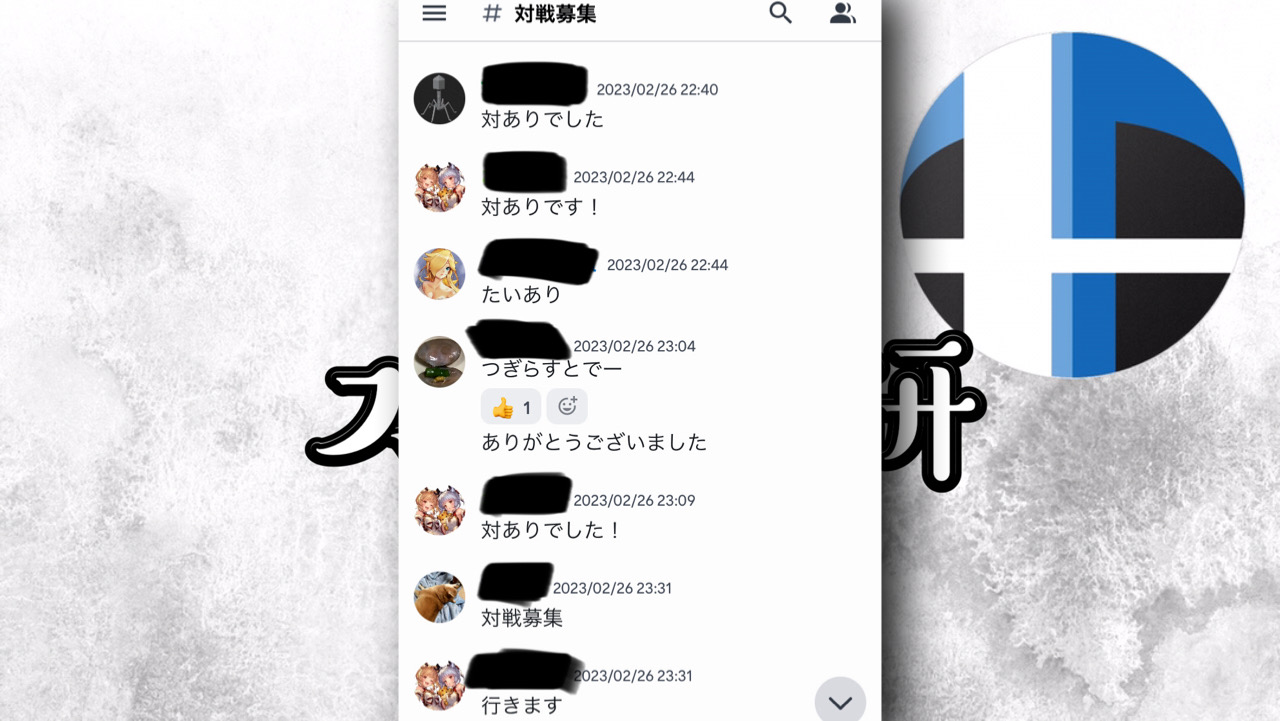 # 対戦募集
2023/02/26 22:40
対ありでした
2023/02/26 22:44
対ありです！
2023/02/26 22:44
たいあり
2023/02/26 23:04
つぎらすとでー
👍 1
ありがとうございました
2023/02/26 23:09
対ありでした！
2023/02/26 23:31
対戦募集
2023/02/26 23:31
行きます
ス
研